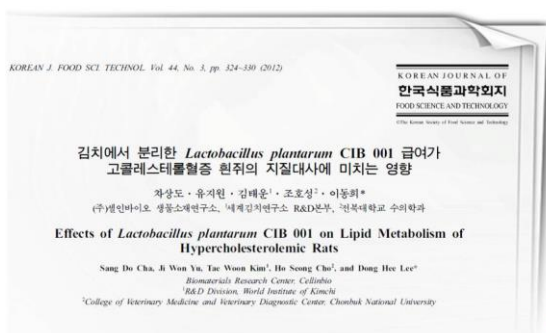 KOREAN J. FOOD SCI. TECHNOL. Vol. 44, No. 3, pp. 324~330 (2012)
KOREAN JOURNAL OF
한국식품과학회지
FOOD SCIENCE AND TECHNOLOGY
©The Korean Society of Food Science and Technology
김치에서 분리한 Lactobacillus plantarum CIB 001 급여가
고콜레스테롤혈증 흰쥐의 지질대사에 미치는 영향
차상도 · 유지원 · 김태운¹ · 조호성² · 이동희*
(주)셀인바이오 생물소재연구소, ¹세계김치연구소 R&D본부, ²전북대학교 수의학과
Effects of Lactobacillus plantarum CIB 001 on Lipid Metabolism of
Hypercholesterolemic Rats
Sang Do Cha, Ji Won Yu, Tae Woon Kim¹, Ho Seong Cho², and Dong Hee Lee*
Biomaterials Research Center, Cellinbio
¹R&D Division, World Institute of Kimchi
²College of Veterinary Medicine and Veterinary Diagnostic Center, Chonbuk National University